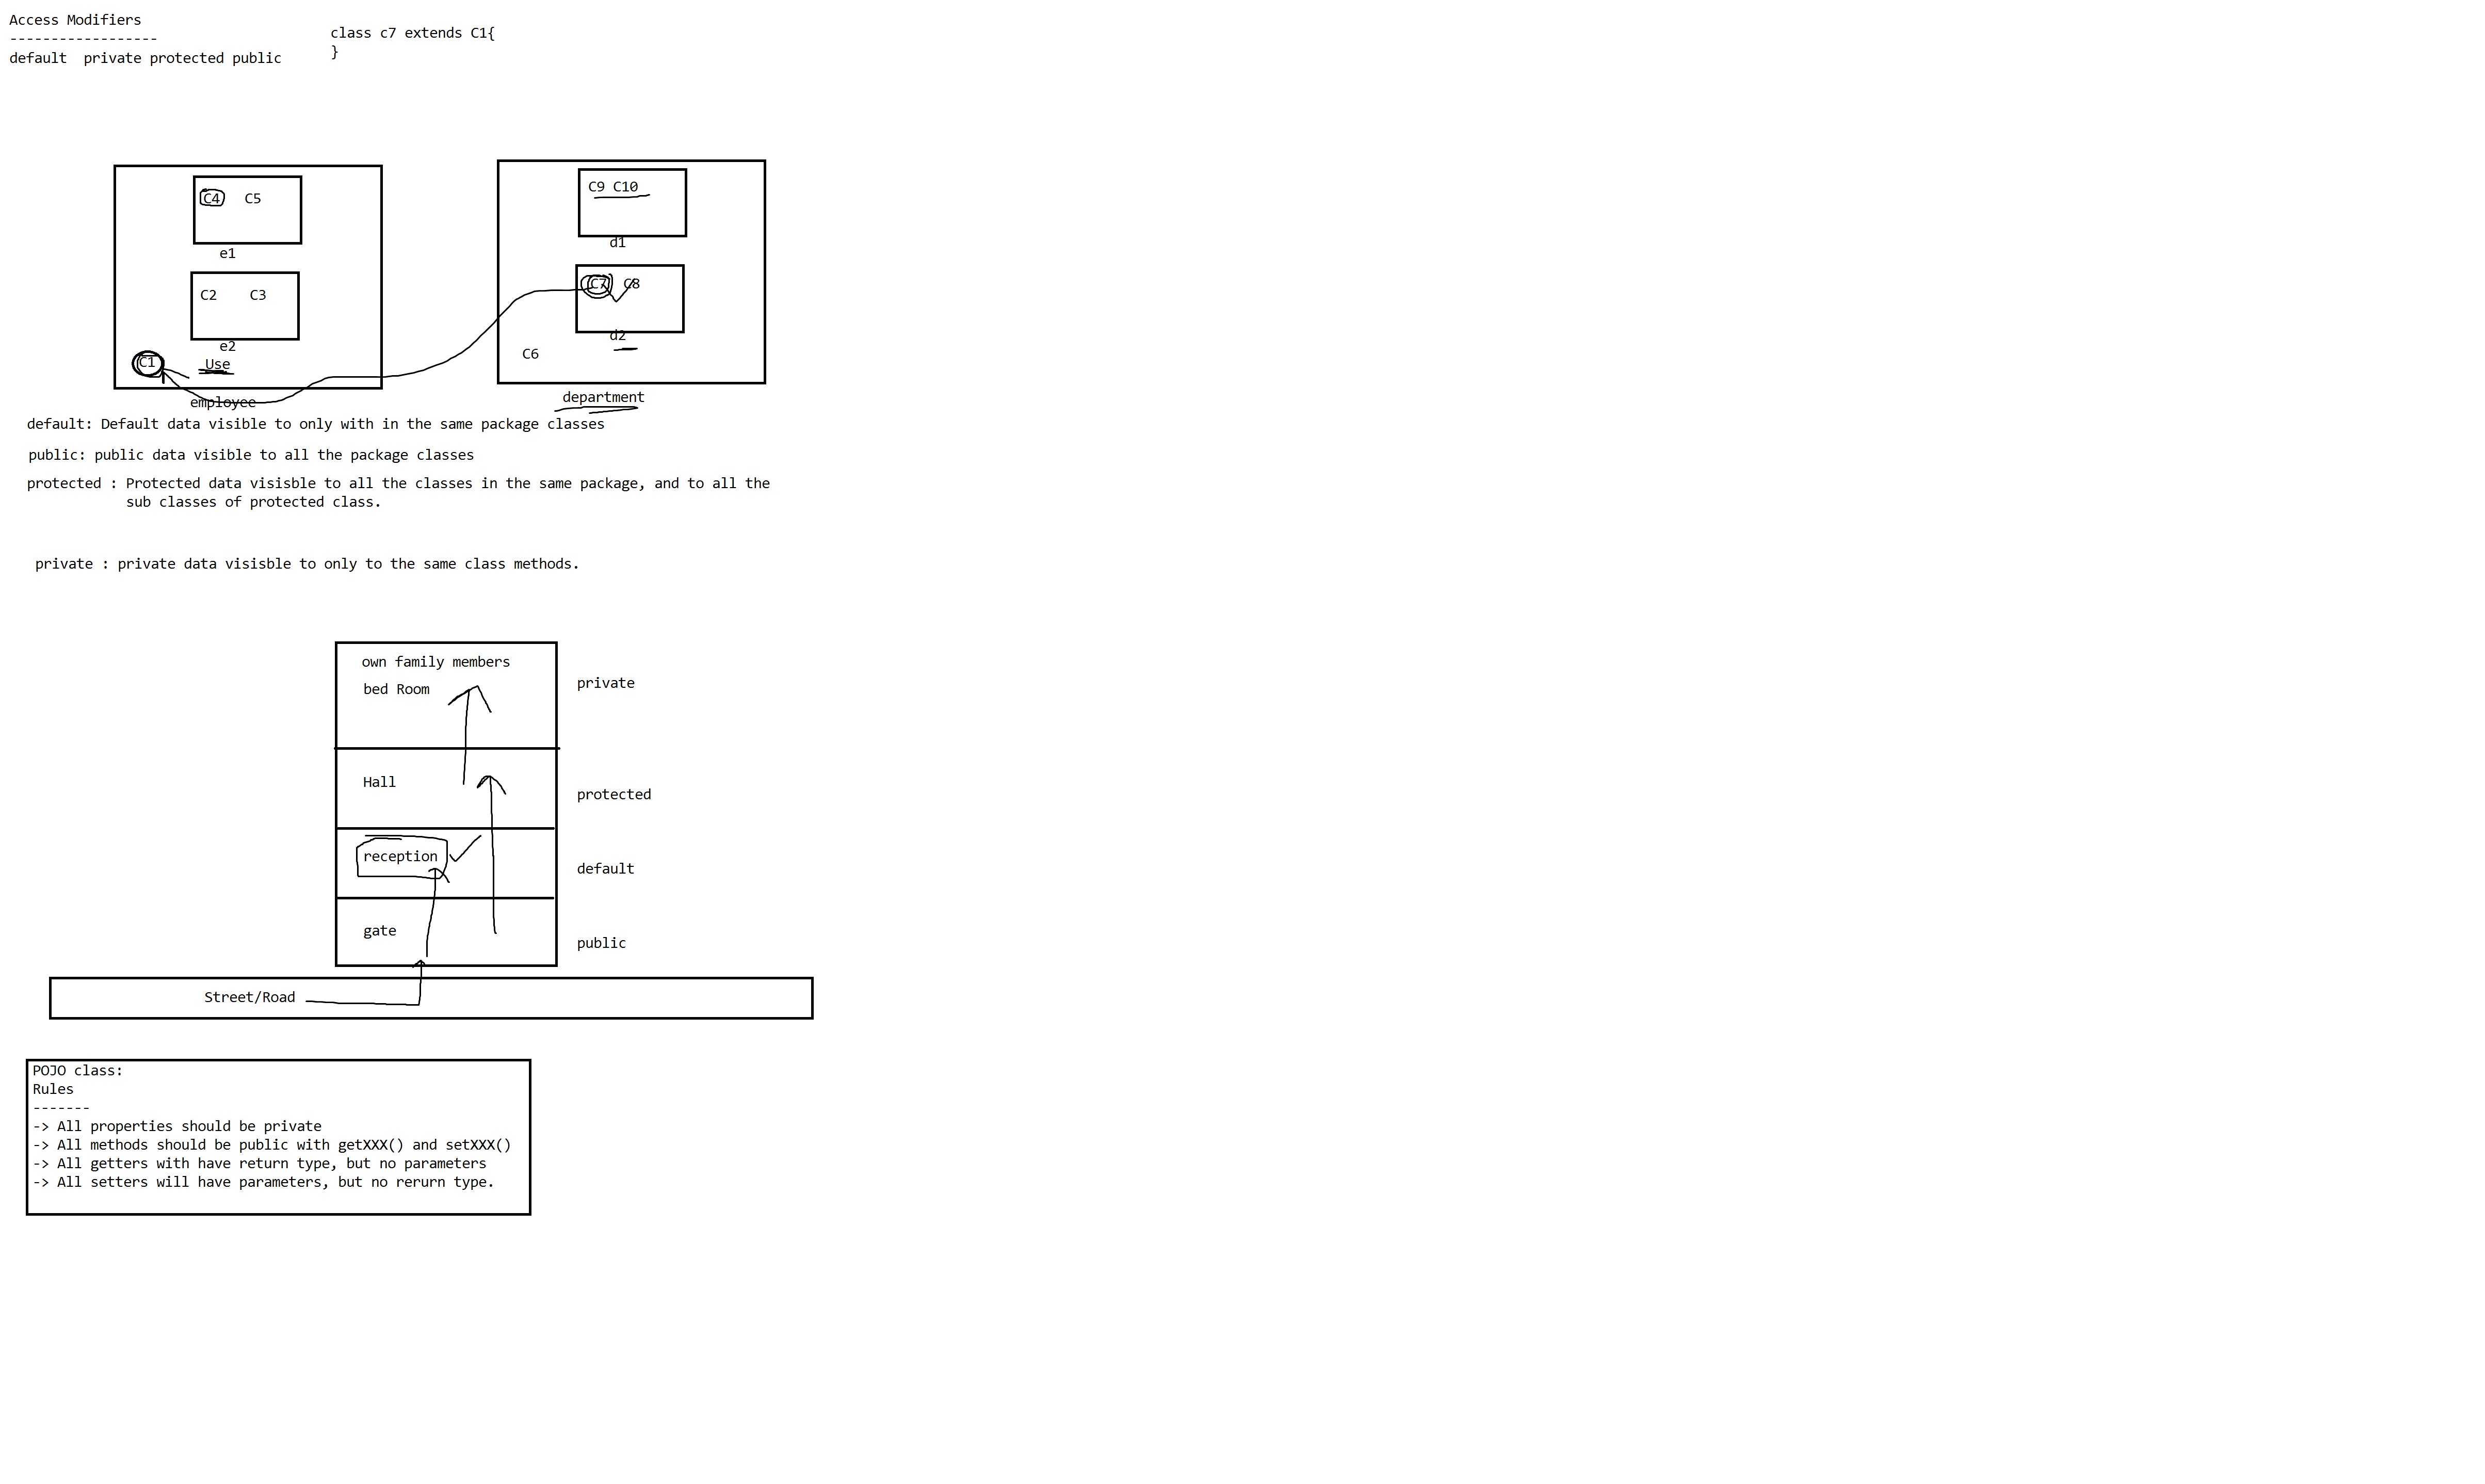 Access Modifiers
------------------
default  private protected public
class c7 extends C1{
}
C4 C5
e1
C2 C3
e2
C1 Use
employee
C9 C10
d1
C7 C8
d2
C6
department
default: Default data visible to only with in the same package classes
public: public data visible to all the package classes
protected : Protected data visisble to all the classes in the same package, and to all the
sub classes of protected class.
private : private data visisble to only to the same class methods.
own family members
bed Room
private
Hall
protected
reception
default
gate
public
Street/Road
POJO class:
Rules
-------
-> All properties should be private
-> All methods should be public with getXXX() and setXXX()
-> All getters with have return type, but no parameters
-> All setters will have parameters, but no rerurn type.